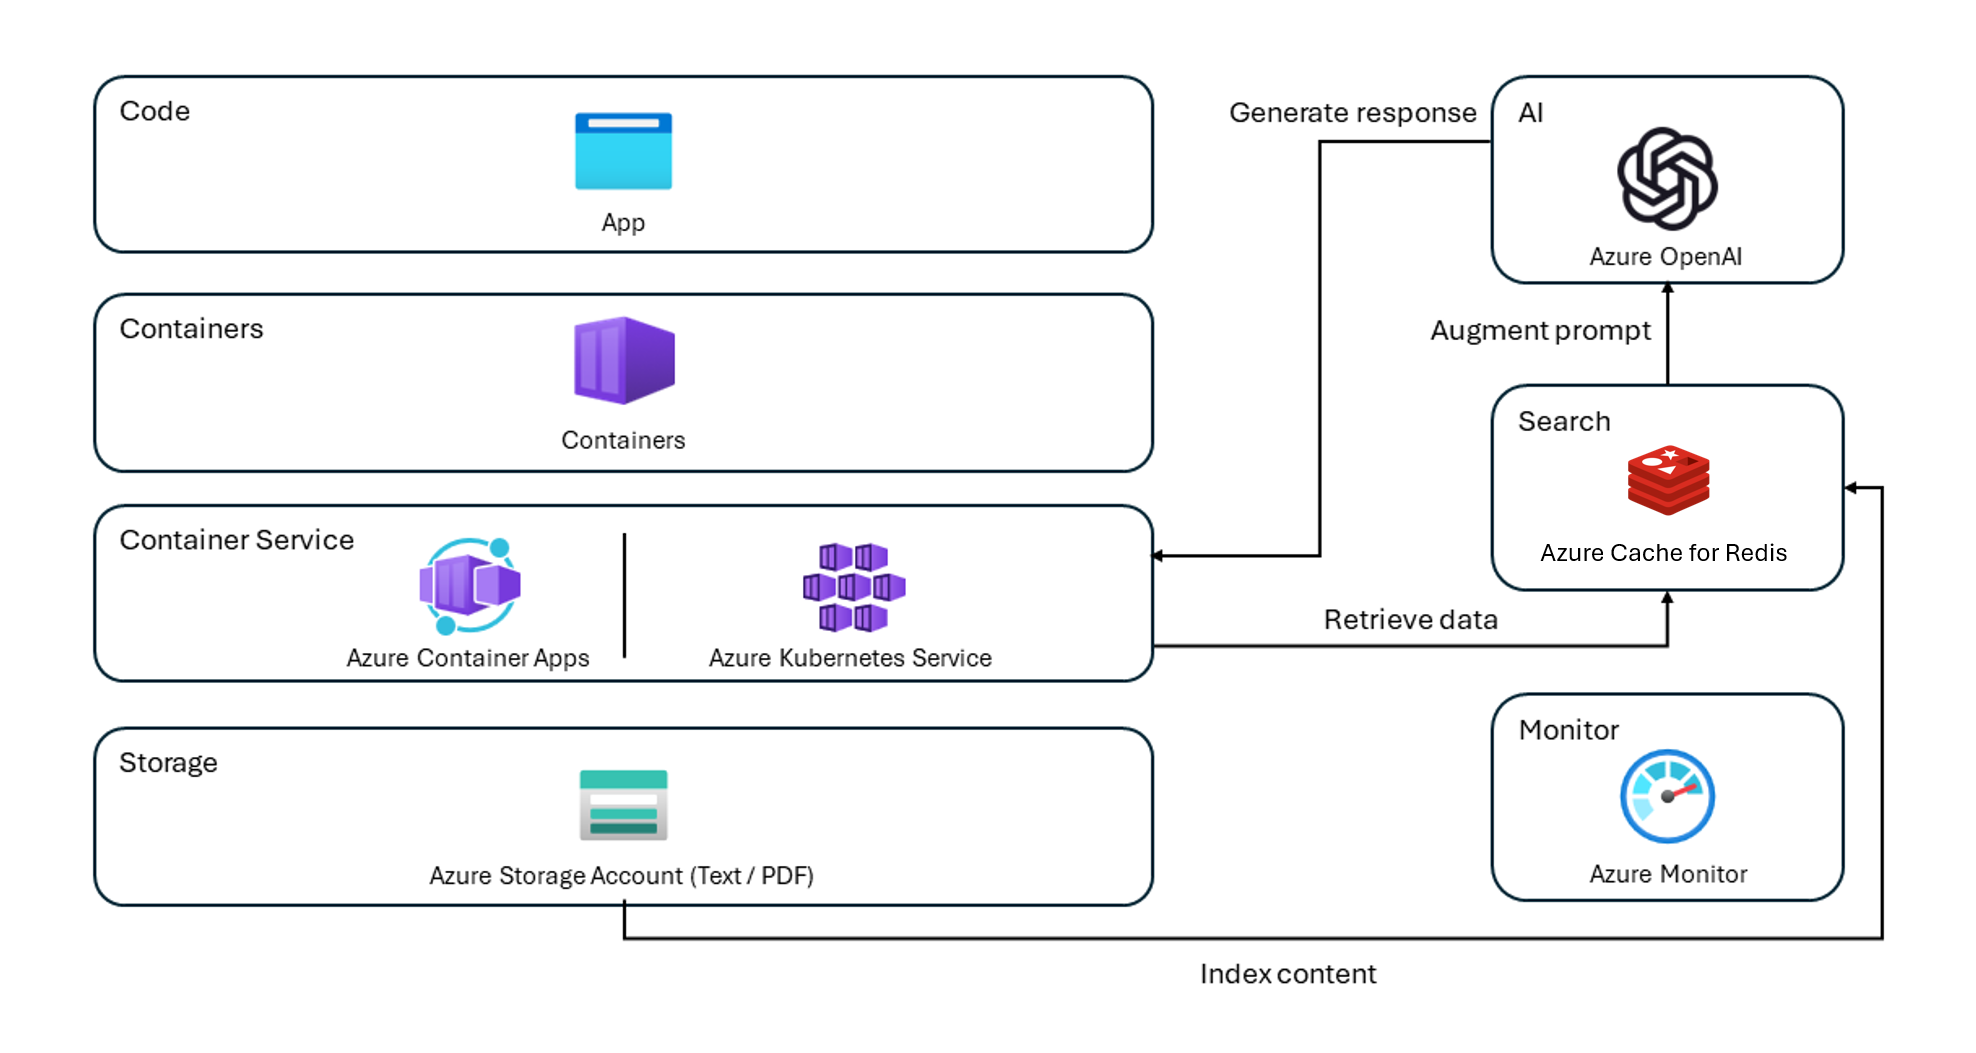 Code
App
Containers
Containers
Container Service
Azure Container Apps
Azure Kubernetes Service
Storage
Azure Storage Account (Text / PDF)
Generate response
AI
Azure OpenAI
Augment prompt
Search
Azure Cache for Redis
Retrieve data
Monitor
Azure Monitor
Index content